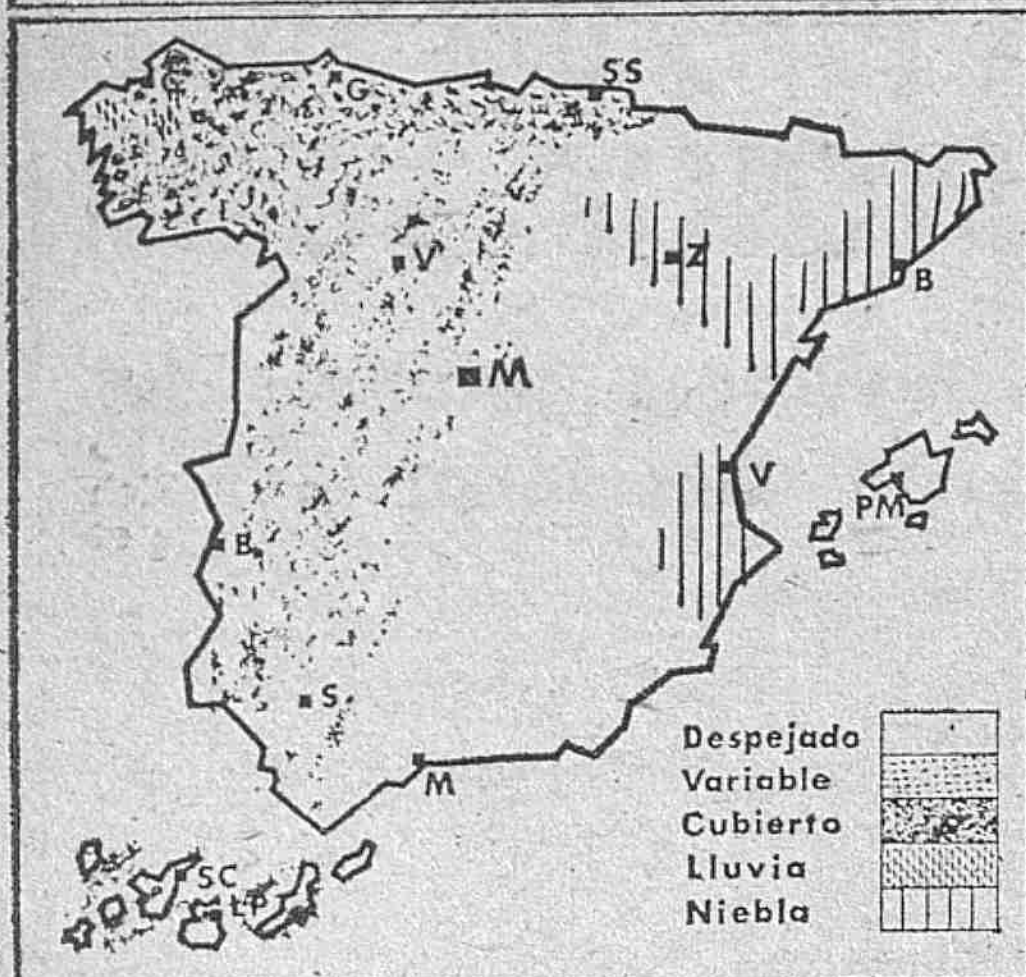 SS
C
G
V
Z
B
M
V
PM
B
S
M
SC
LP
Despejado
Variable
Cubierto
Lluvia
Niebla